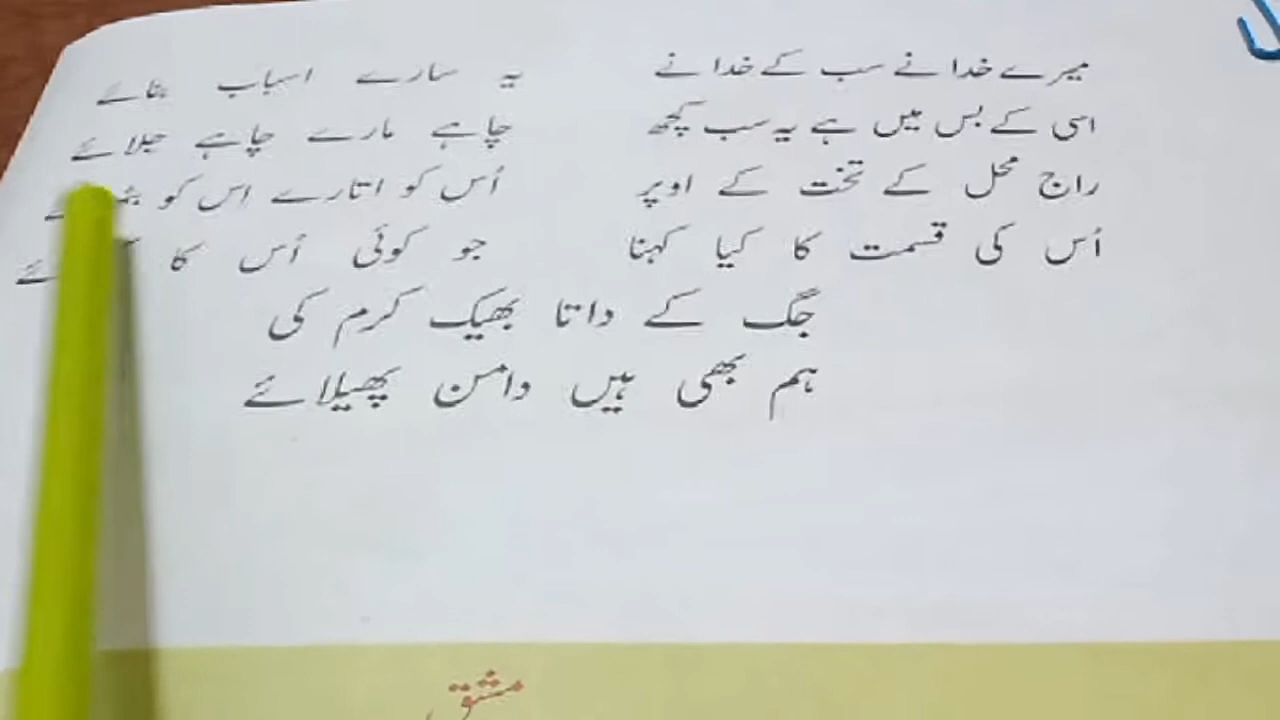 میرے خدا نے سب کے خدا نے یہ سارے اسباب بنائے
اسی کے بس میں ہے یہ سب کچھ چاہے مارے چاہے جِلائے
راج محل کے تخت کے اوپر اُس کو اتارے اس کو
اُس کی قسمت کا کیا کہنا جو کوئی اُس کا
جگ کے داتا بھیک کرم کی
ہم بھی ہیں دامن پھیلائے
مشق